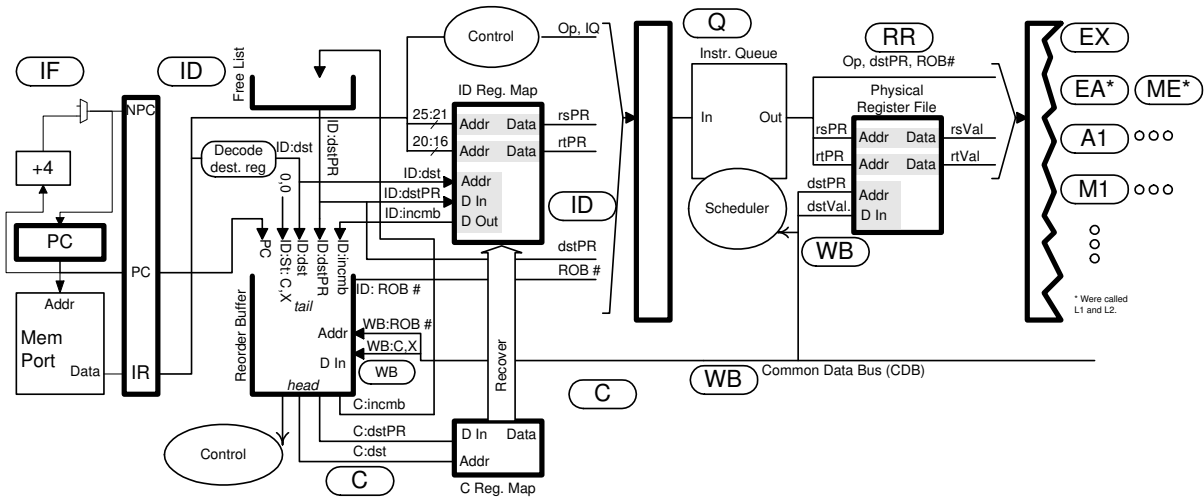 IF
ID
NPC
+4
PC
Addr
Mem
Port
Data
PC
IR
Free List
Decode
dest. reg
ID:dst
0,0
ID:dstPR
PC
ID:St: C,X
ID:dst
ID:dstPR
ID:incmb
tail
Reorder Buffer
Addr
D In
head
Control
Control
Op, IQ
ID Reg. Map
25:21
Addr
Data
rsPR
20:16
Addr
Data
rtPR
ID:dst
Addr
ID:dstPR
D In
ID:incmb
D Out
ID
dstPR
ROB #
ID: ROB #
WB:ROB #
WB:C,X
WB
Recover
C:incmb
C:dstPR
C:dst
C
D In
Data
Addr
C Reg. Map
C
Q
Instr. Queue
In
Out
Scheduler
RR
Op, dstPR, ROB#
Physical
Register File
rsPR
Addr
Data
rsVal
rtPR
Addr
Data
rtVal
dstPR
Addr
dstVal.
D In
WB
WB
Common Data Bus (CDB)
EX
EA*
ME*
A1
M1
* Were called
L1 and L2.